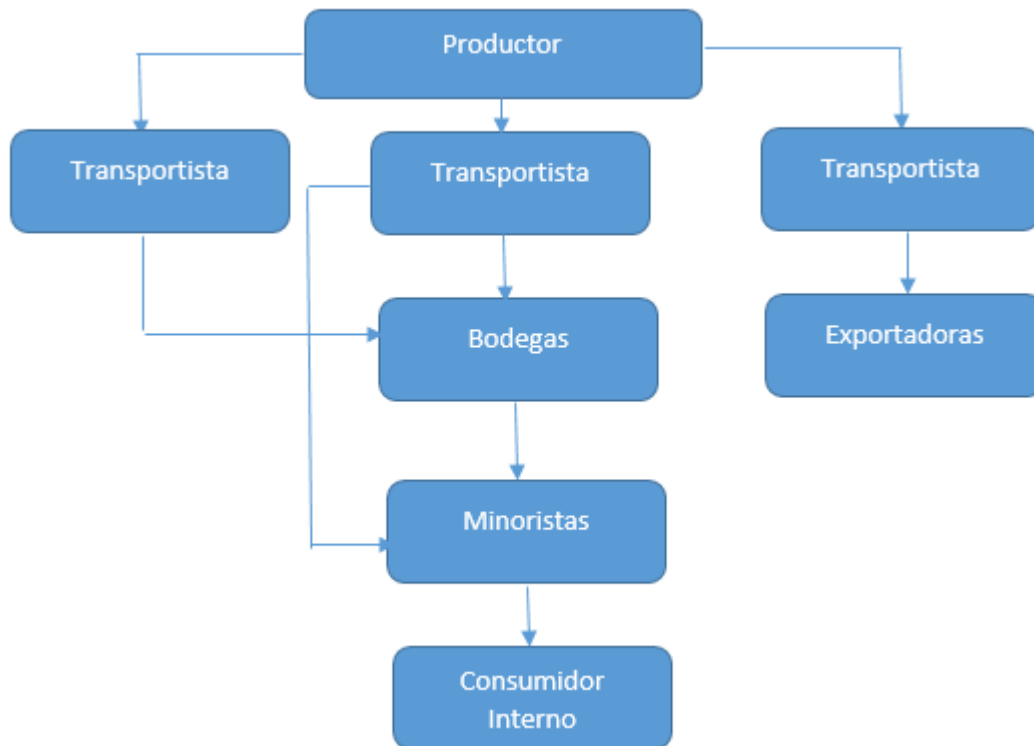 Productor
Transportista
Transportista
Transportista
Bodegas
Exportadoras
Minoristas
Consumidor
Interno